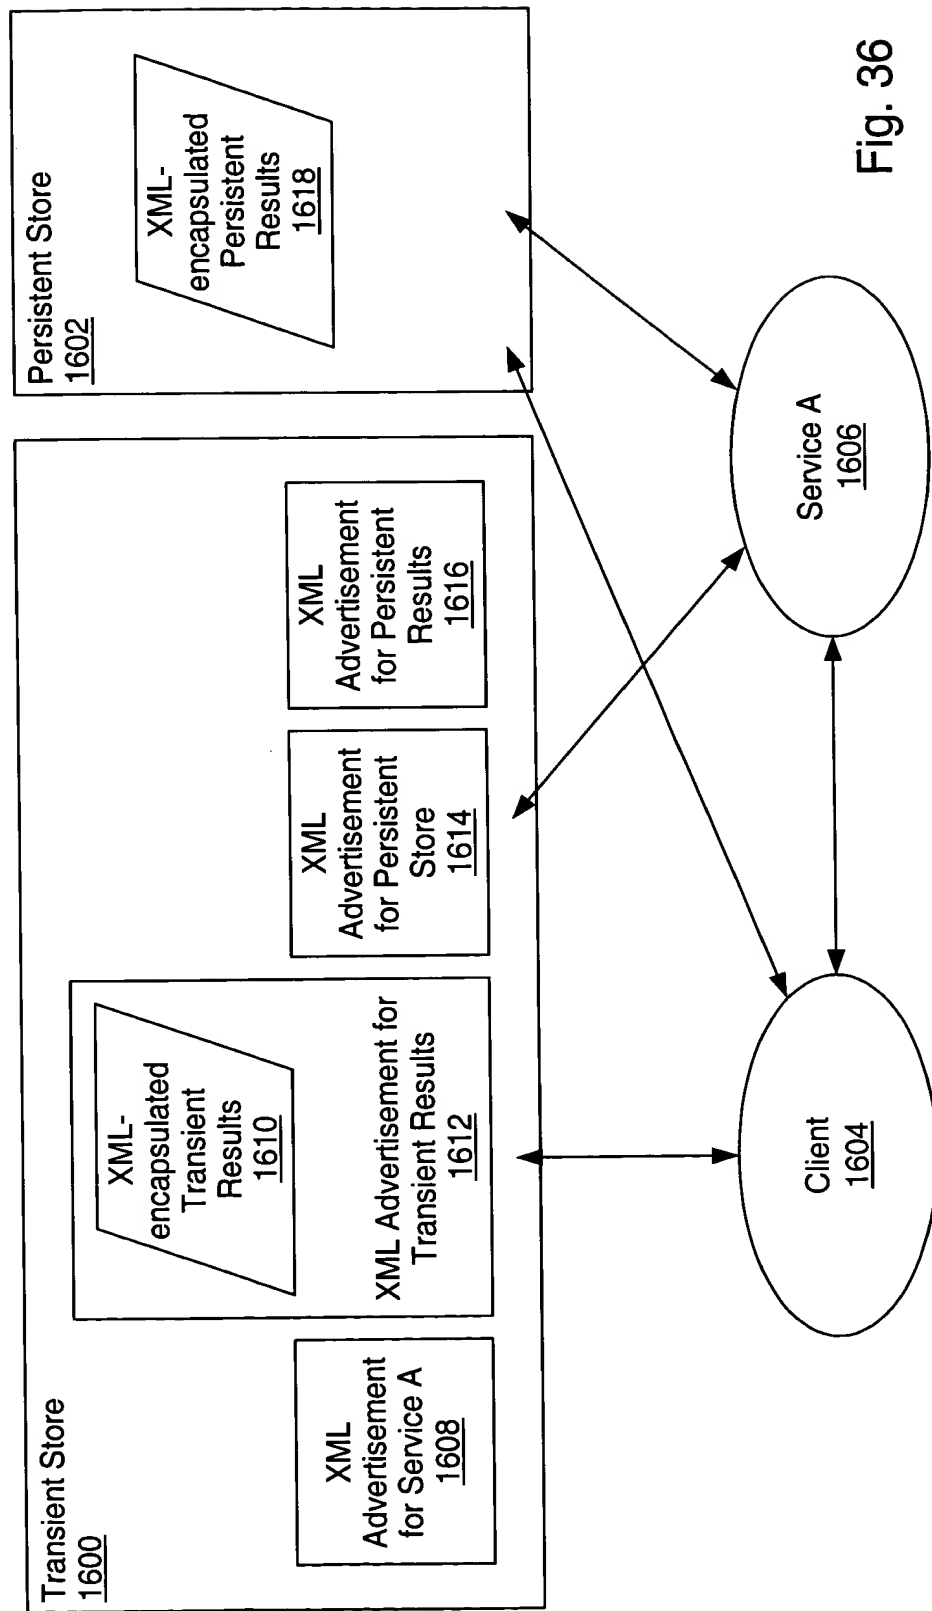 Transient Store
1600
XML
Advertisement
for Service A
1608
XML-
encapsulated
Transient
Results
1610
XML Advertisement for
Transient Results
1612
XML
Advertisement
for Persistent
Store
1614
XML
Advertisement
for Persistent
Results
1616
Persistent Store
1602
XML-
encapsulated
Persistent
Results
1618
Client
1604
Service A
1606
Fig. 36